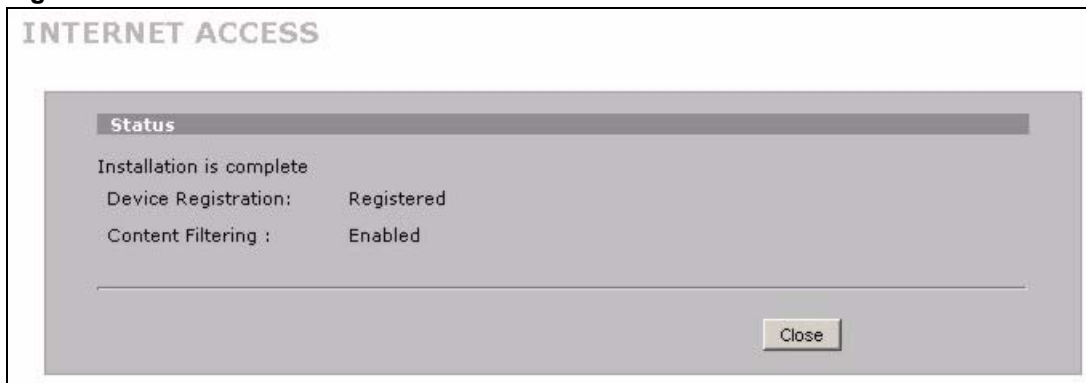 INTERNET ACCESS
Status
Installation is complete
Device Registration: Registered
Content Filtering : Enabled
Close